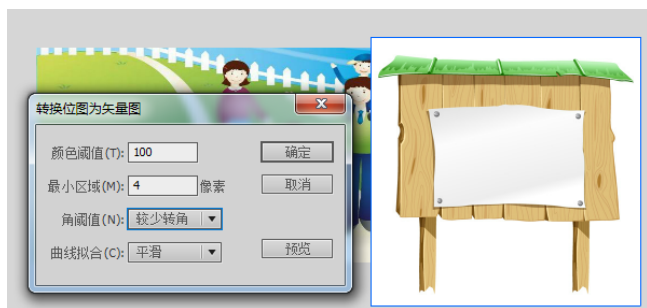 转换位图为矢量图
颜色阈值(T): 100
确定
最小区域(M): 4 像素
取消
角阈值(N): 较少转角
曲线拟合(C): 平滑
预览